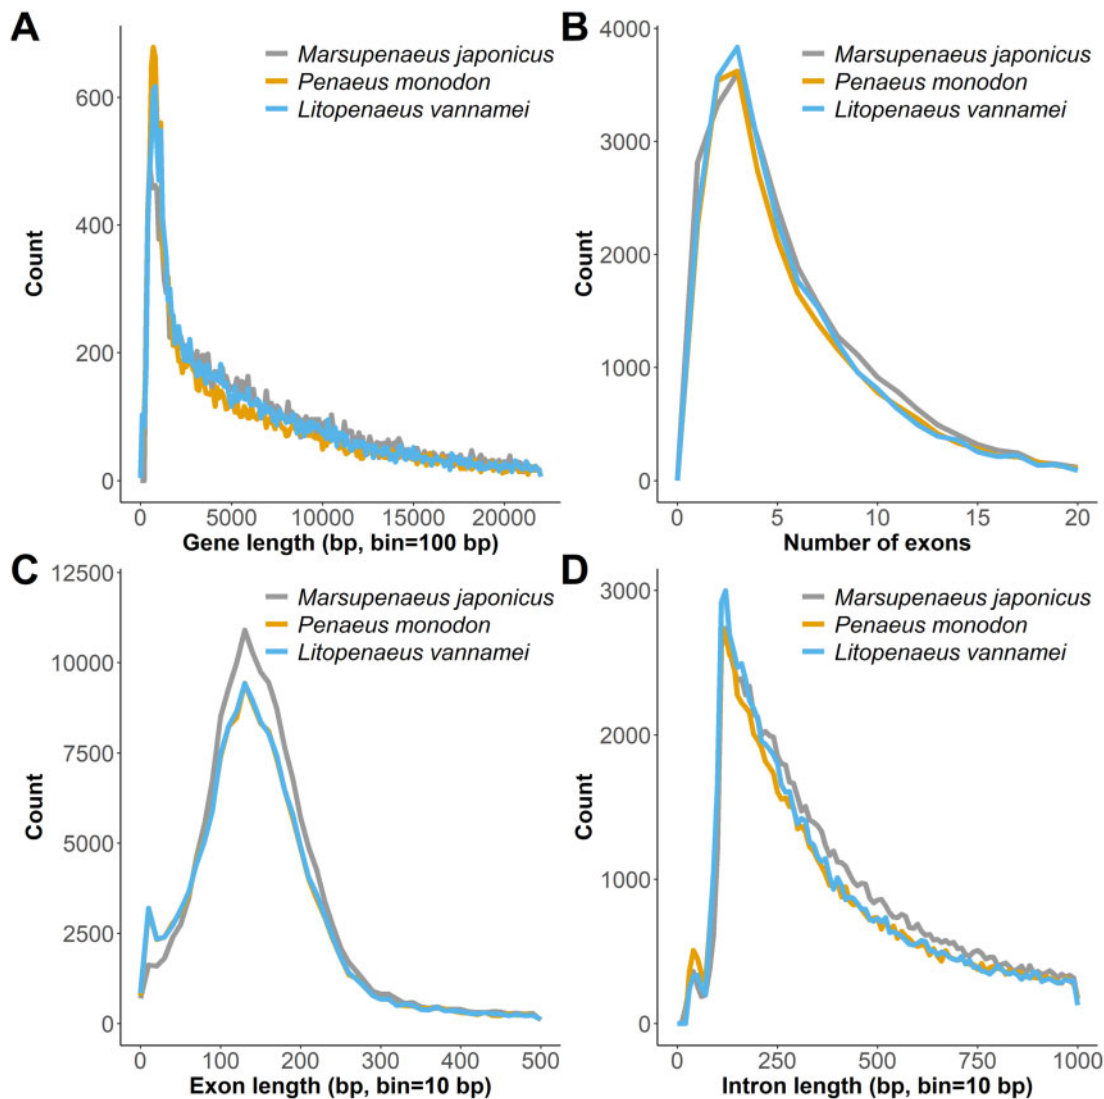 A
Marsupenaeus japonicus
Penaeus monodon
Litopenaeus vannamei
600
400
200
0
Count
0 5000 10000 15000 20000
Gene length (bp, bin=100 bp)
B
Marsupenaeus japonicus
Penaeus monodon
Litopenaeus vannamei
4000
3000
2000
1000
0
Count
0 5 10 15 20
Number of exons
C
Marsupenaeus japonicus
Penaeus monodon
Litopenaeus vannamei
12500
10000
7500
5000
2500
0
Count
0 100 200 300 400 500
Exon length (bp, bin=10 bp)
D
Marsupenaeus japonicus
Penaeus monodon
Litopenaeus vannamei
3000
2000
1000
0
Count
0 250 500 750 1000
Intron length (bp, bin=10 bp)